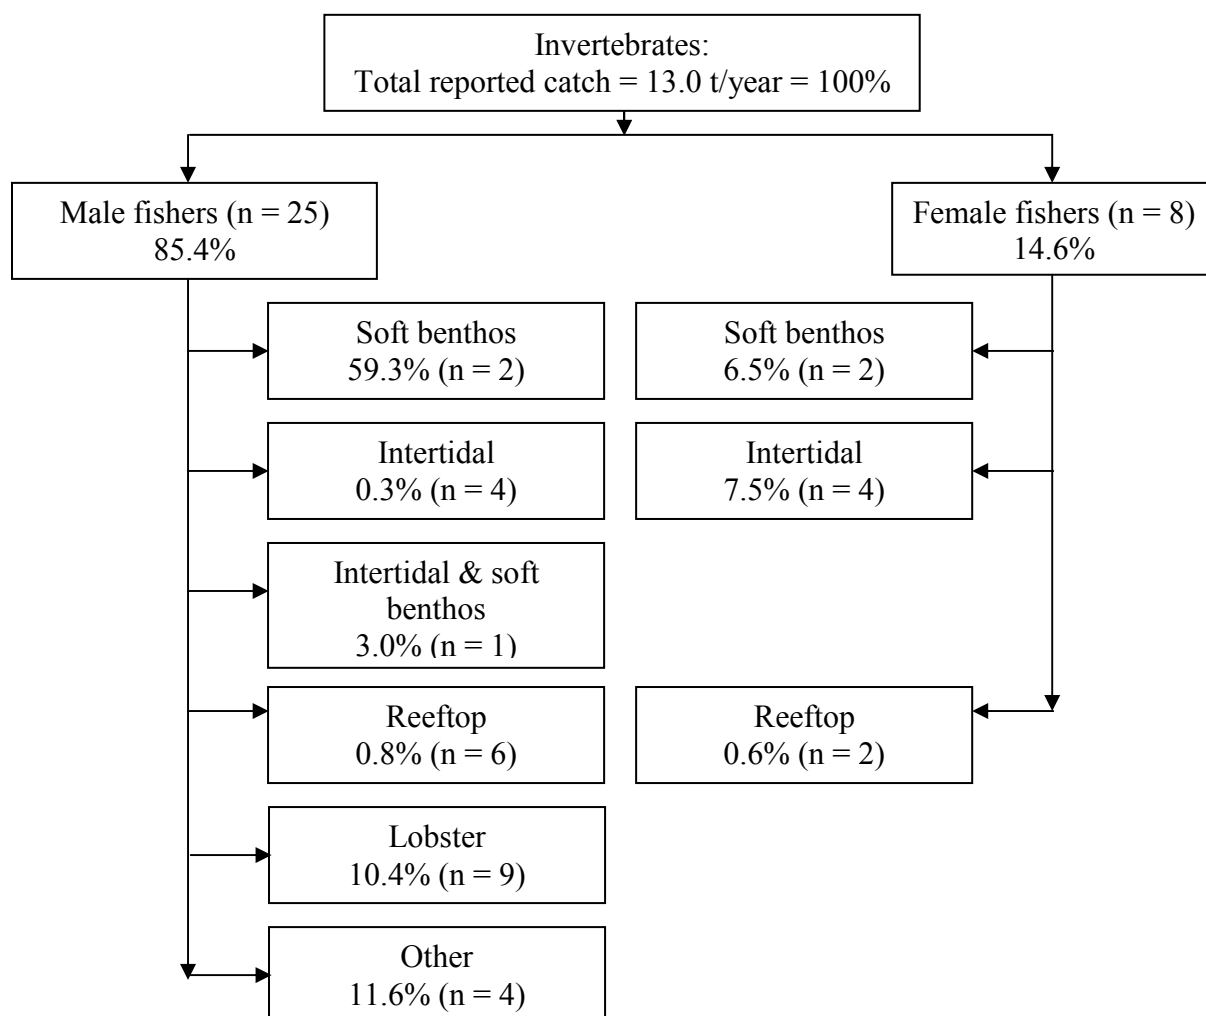 Invertebrates:
Total reported catch = 13.0 t/year = 100%
Male fishers (n = 25)
85.4%
Female fishers (n = 8)
14.6%
Soft benthos
59.3% (n = 2)
Soft benthos
6.5% (n = 2)
Intertidal
0.3% (n = 4)
Intertidal
7.5% (n = 4)
Intertidal & soft
benthos
3.0% (n = 1)
Reeftop
0.8% (n = 6)
Reeftop
0.6% (n = 2)
Lobster
10.4% (n = 9)
Other
11.6% (n = 4)